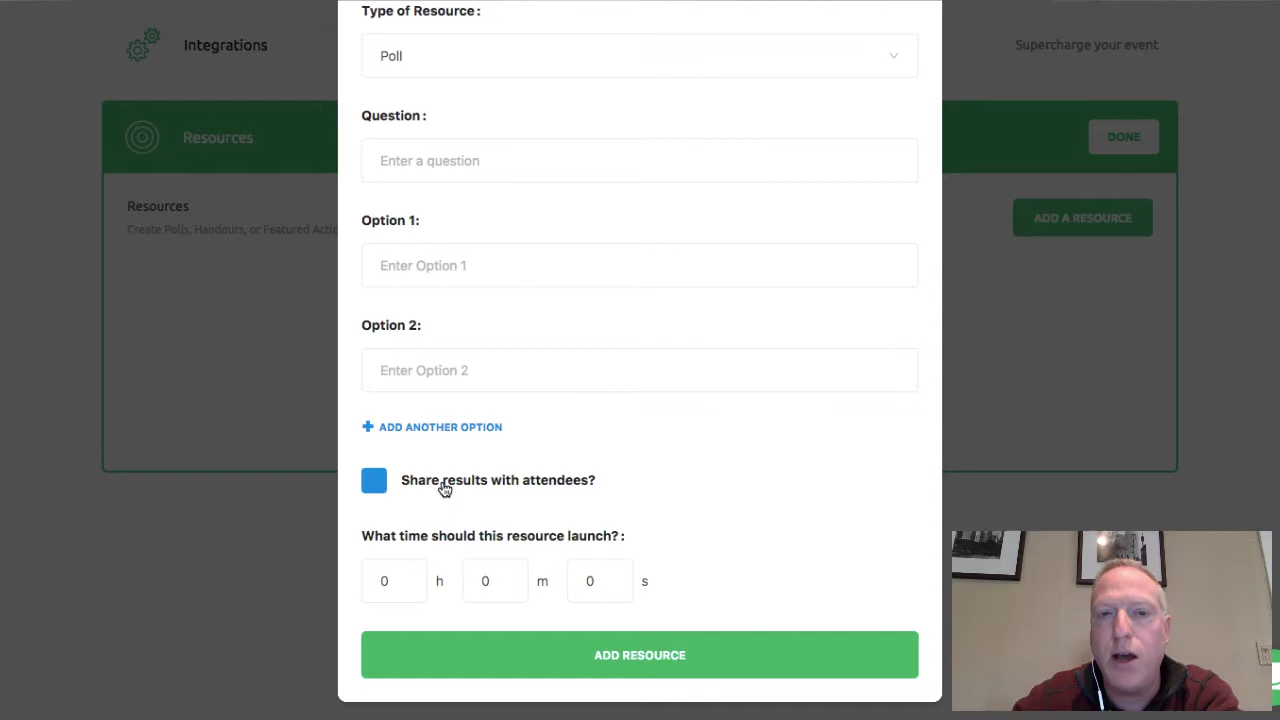 Type of Resource :
Integrations
Supercharge your event
Poll
Question :
Resources
DONE
Enter a question
Resources
Create Polls, Handouts, or Featured Actio
ADD A RESOURCE
Option 1:
Enter Option 1
Option 2:
Enter Option 2
ADD ANOTHER OPTION
Share results with attendees?
What time should this resource launch? :
0 h 0 m 0 s
ADD RESOURCE